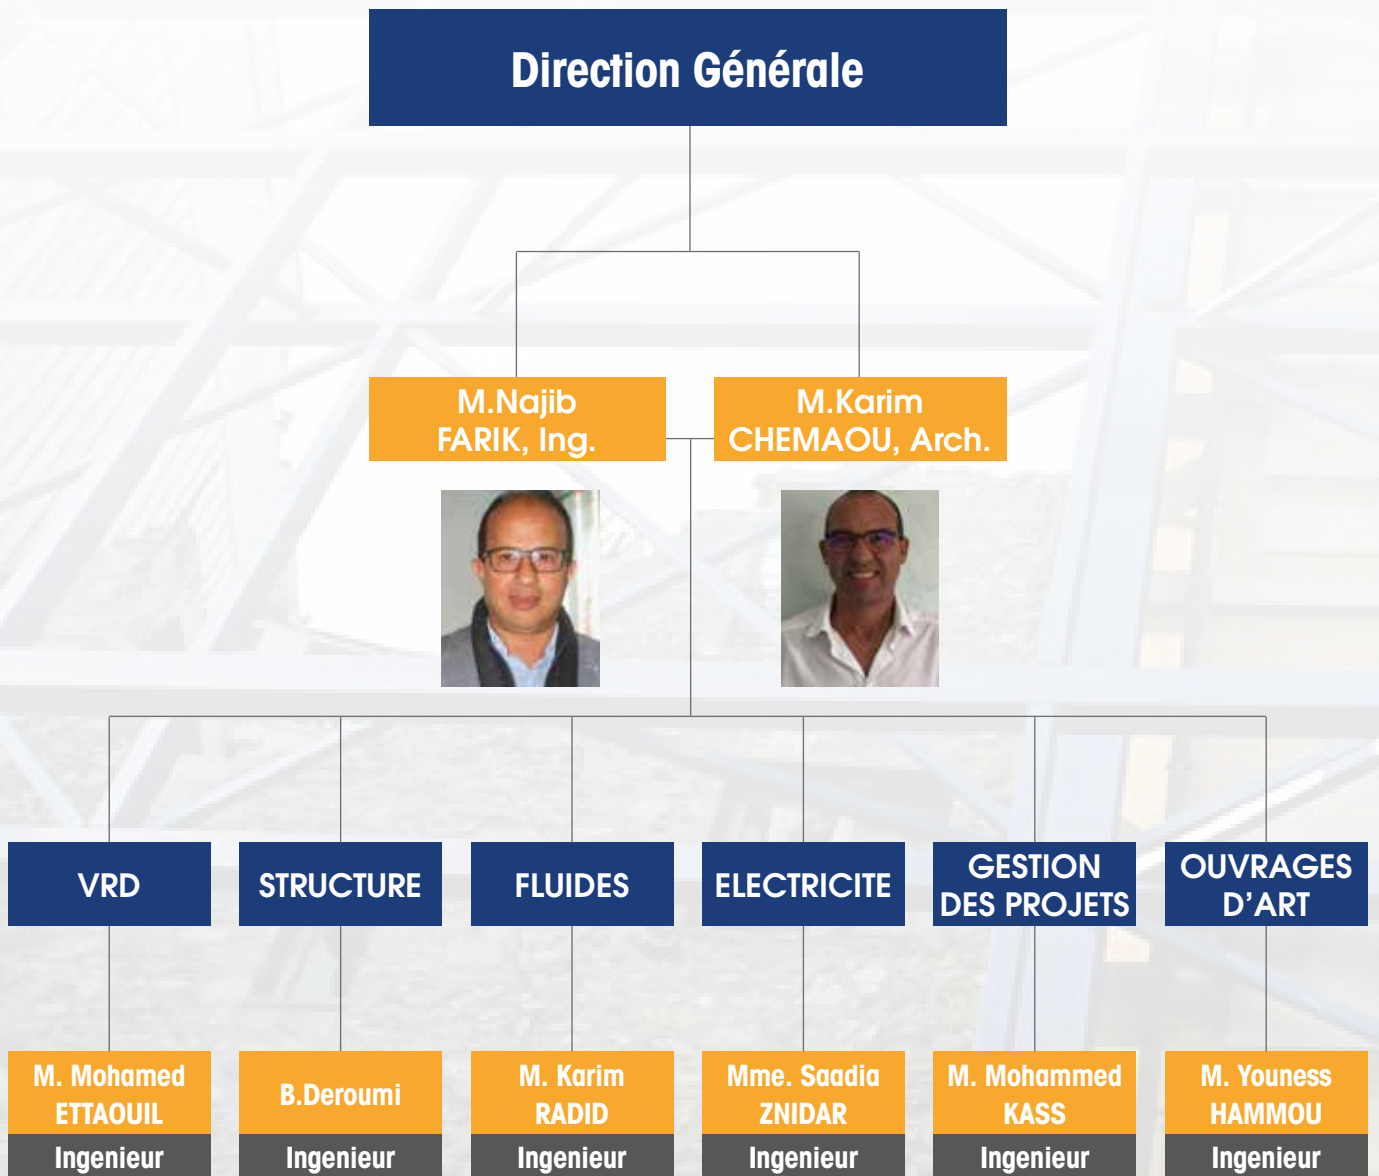 Direction Générale
M.Najib
FARIK, Ing.
M.Karim
CHEMAOU, Arch.
VRD
STRUCTURE
FLUIDES
ELECTRICITE
GESTION
DES PROJETS
OUVRAGES
D’ART
M. Mohamed
ETTAOUIL
Ingenieur
B.Deroumi
Ingenieur
M. Karim
RADID
Ingenieur
Mme. Saadia
ZNIDAR
Ingenieur
M. Mohammed
KASS
Ingenieur
M. Youness
HAMMOU
Ingenieur